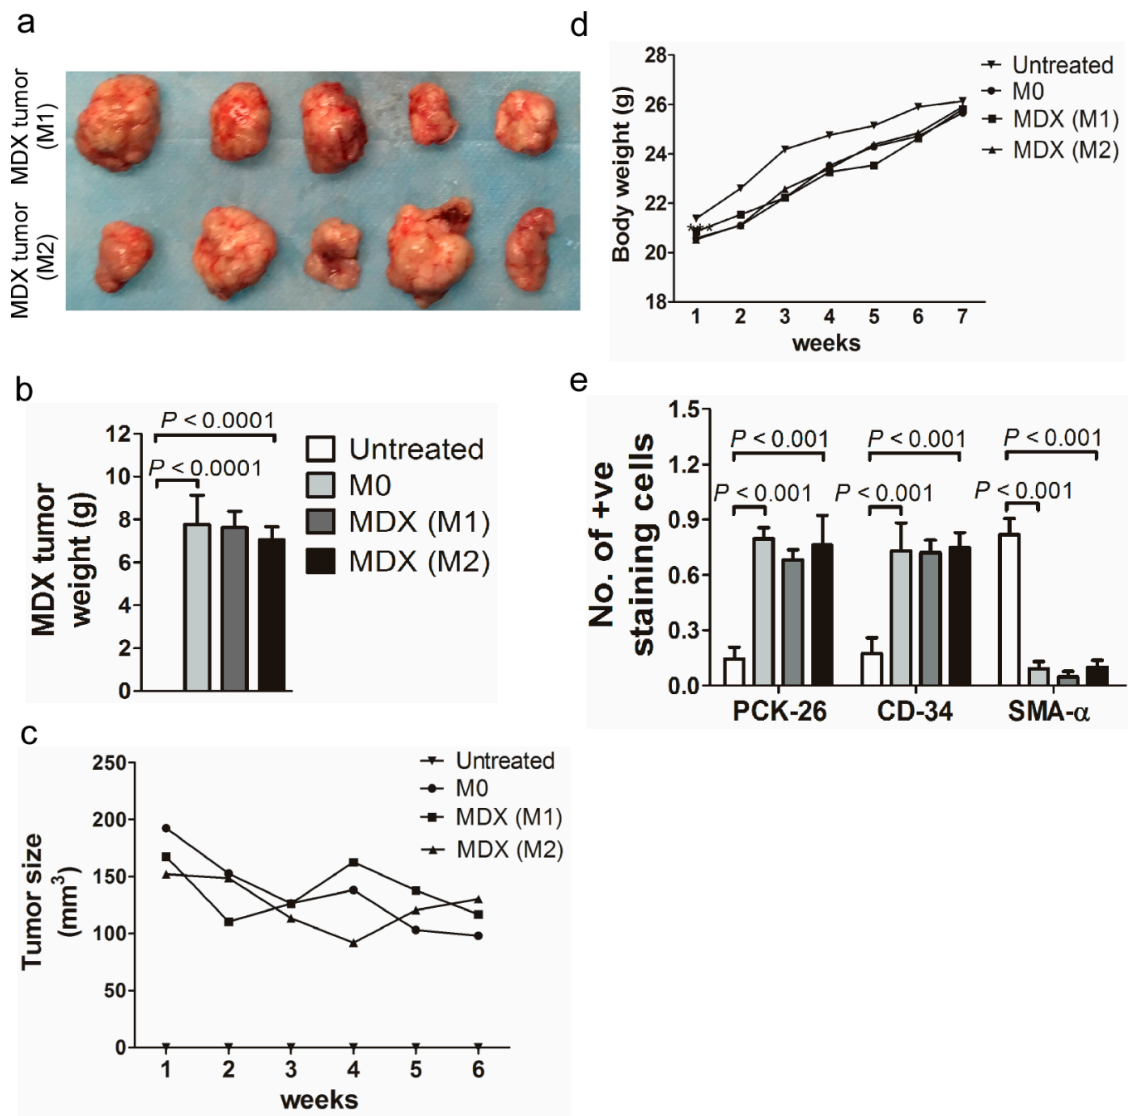 a
MDX tumor
(M1)
MDX tumor
(M2)
b
MDX tumor
weight (g)
12
10
8
6
4
2
0
P < 0.0001
P < 0.0001
Untreated
M0
MDX (M1)
MDX (M2)
c
Tumor size
(mm³)
250
200
150
100
50
0
1 2 3 4 5 6
weeks
Untreated
M0
MDX (M1)
MDX (M2)
d
Body weight (g)
28
26
24
22
20
18
***
1 2 3 4 5 6 7
weeks
Untreated
M0
MDX (M1)
MDX (M2)
e
No. of +ve
staining cells
1.5
1.2
0.9
0.6
0.3
0.0
P < 0.001
P < 0.001
P < 0.001
P < 0.001
P < 0.001
P < 0.001
PCK-26 CD-34 SMA-α